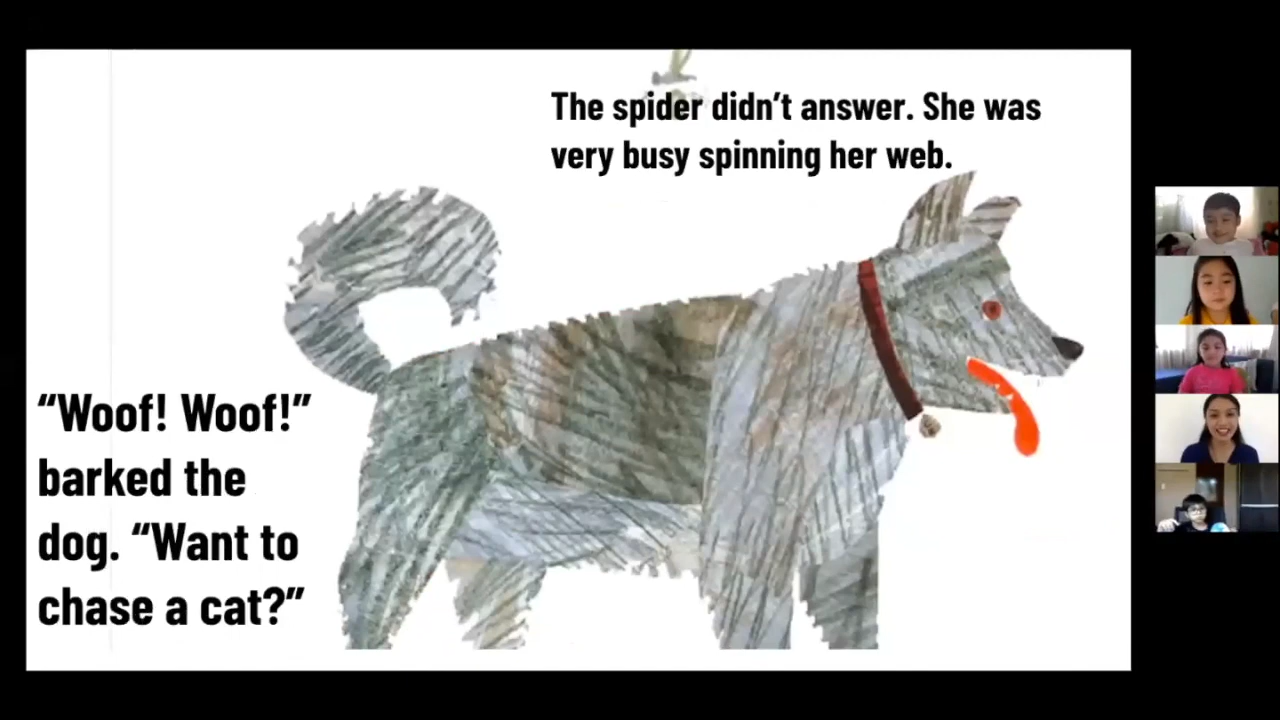 “Woof! Woof!”
barked the
dog. “Want to
chase a cat?”
The spider didn’t answer. She was
very busy spinning her web.